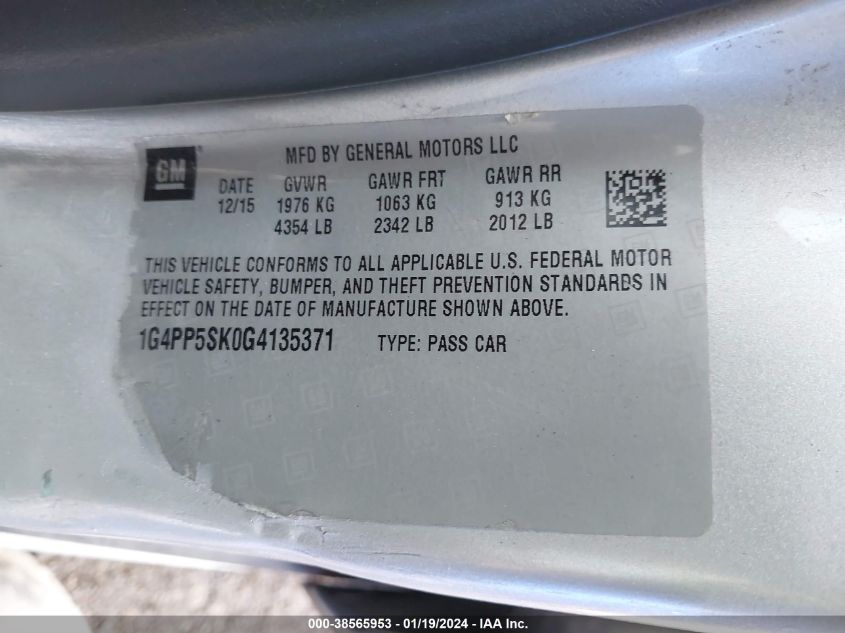 GM
MFD BY GENERAL MOTORS LLC
DATE GVWR GAWR FRT GAWR RR
12/15 1976 KG 1063 KG 913 KG
4354 LB 2342 LB 2012 LB
THIS VEHICLE CONFORMS TO ALL APPLICABLE U.S. FEDERAL MOTOR
VEHICLE SAFETY, BUMPER, AND THEFT PREVENTION STANDARDS IN
EFFECT ON THE DATE OF MANUFACTURE SHOWN ABOVE.
1G4PP5SK0G4135371 TYPE: PASS CAR
000-38565953 - 01/19/2024 - IAA Inc.